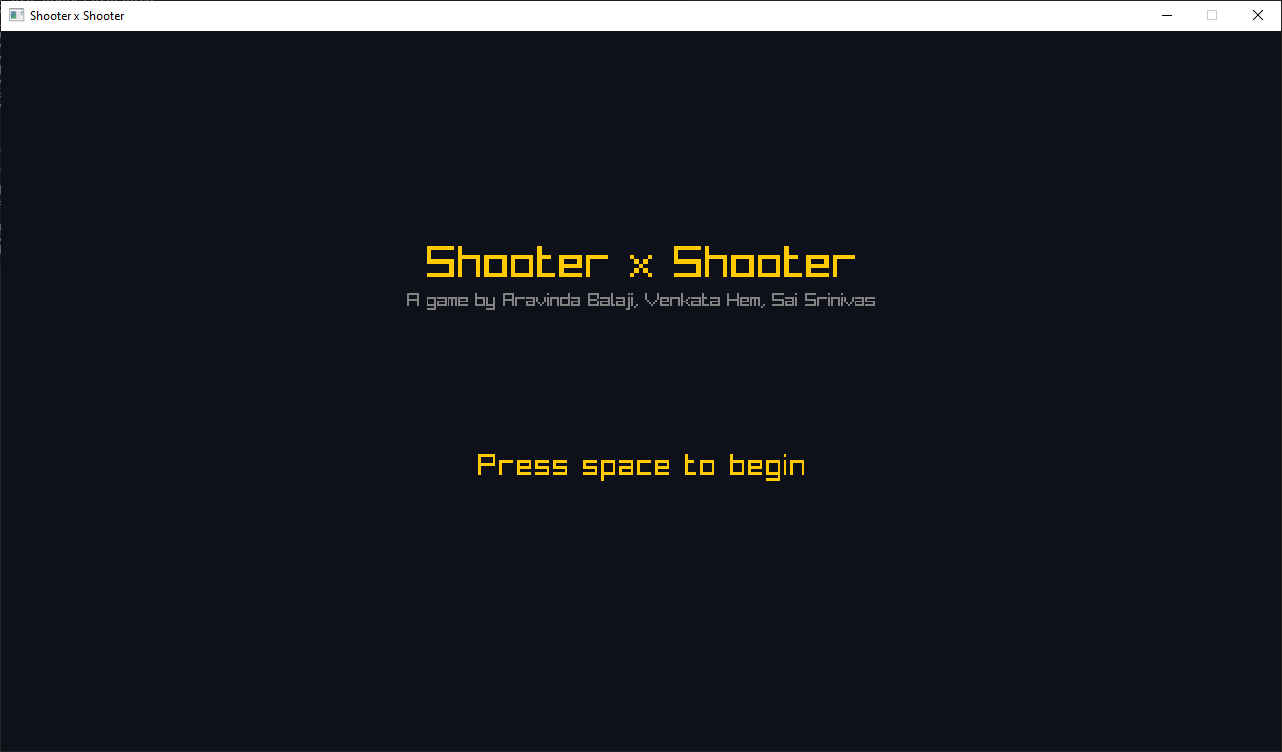 Shooter x Shooter
Shooter x Shooter
A game by Aravinda Balaji, Venkata Hem, Sai Srinivas
Press space to begin